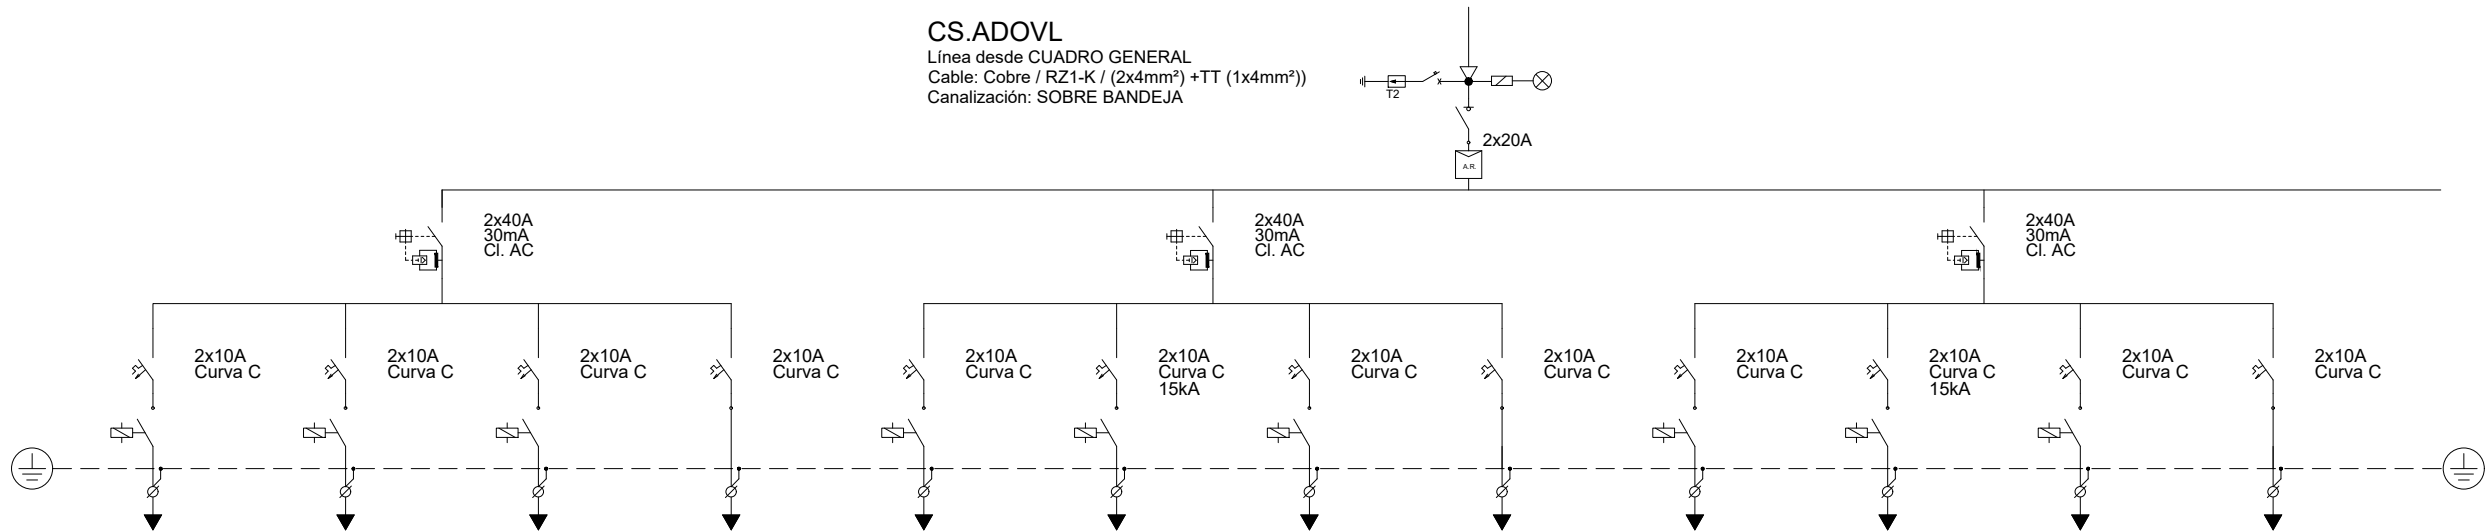 CS.ADOVL
Línea desde CUADRO GENERAL
Cable: Cobre / RZ1-K / (2x4mm²) +TT (1x4mm²))
Canalización: SOBRE BANDEJA
T2
2x20A
A.R.
2x40A
30mA
Cl. AC
2x40A
30mA
Cl. AC
2x40A
30mA
Cl. AC
2x10A
Curva C
2x10A
Curva C
2x10A
Curva C
2x10A
Curva C
2x10A
Curva C
2x10A
Curva C
15kA
2x10A
Curva C
2x10A
Curva C
2x10A
Curva C
2x10A
Curva C
15kA
2x10A
Curva C
2x10A
Curva C